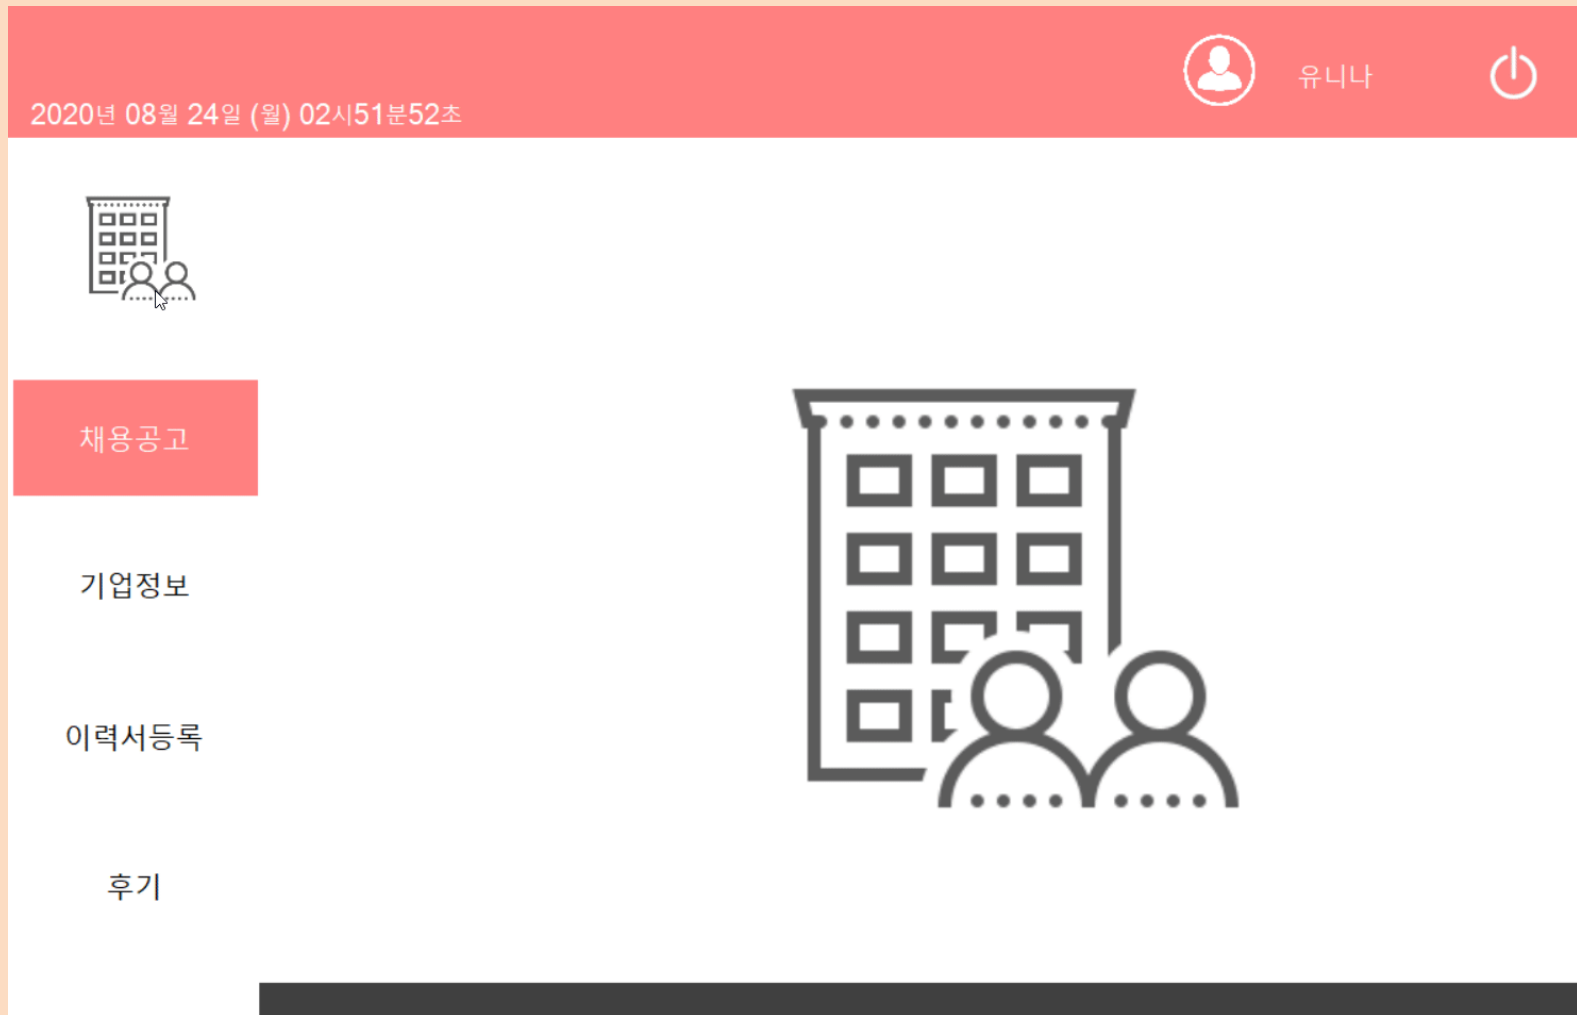 유니나
2020년 08월 24일 (월) 02시51분52초
채용공고
기업정보
이력서등록
후기